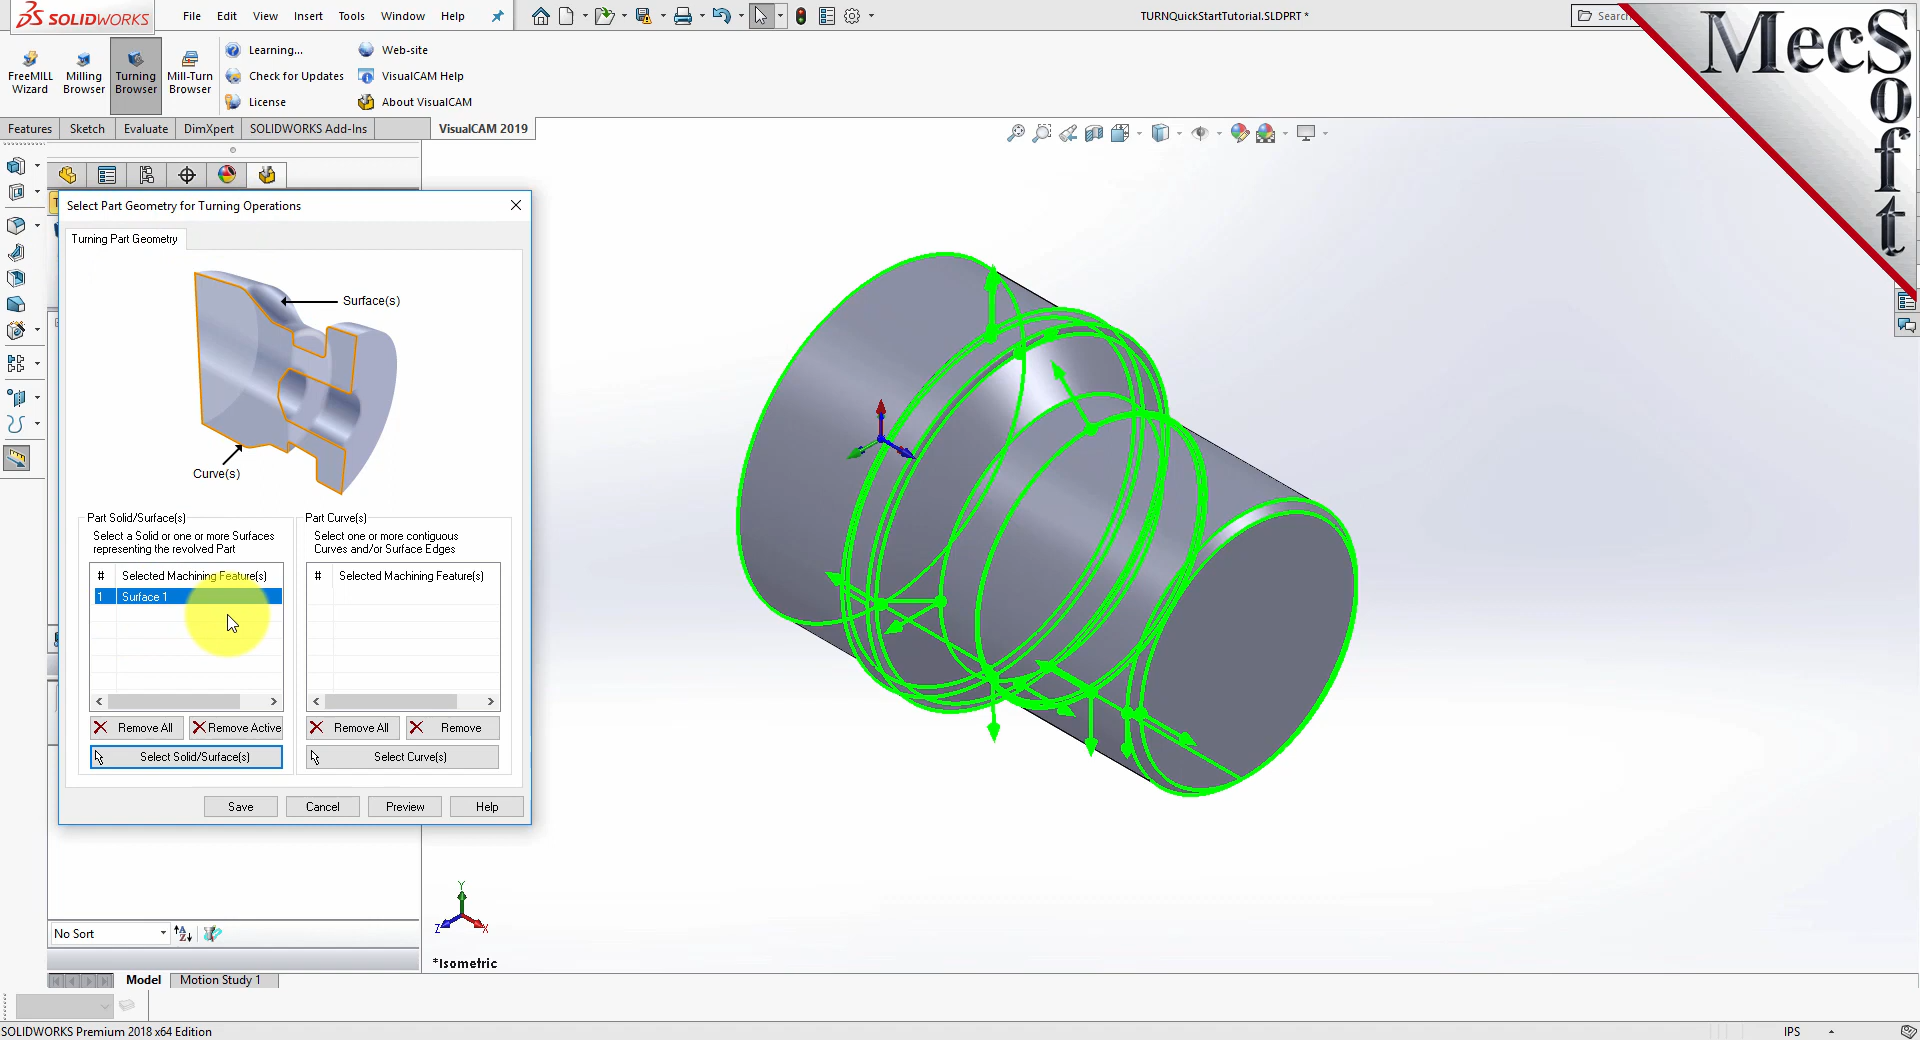 SOLIDWORKS
File Edit View Insert Tools Window Help
TURNQuickStartTutorial.SLDPRT *
Search
MecSoft
FreeMILL Wizard
Milling Browser
Turning Browser
Mill-Turn Browser
Learning...
Check for Updates
License
Web-site
VisualCAM Help
About VisualCAM
Features Sketch Evaluate DimXpert SOLIDWORKS Add-Ins VisualCAM 2019
Select Part Geometry for Turning Operations
Turning Part Geometry
Surface(s)
Curve(s)
Part Solid/Surface(s)
Select a Solid or one or more Surfaces
representing the revolved Part
# Selected Machining Feature(s)
1 Surface 1
Remove All Remove Active
Select Solid/Surface(s)
Part Curve(s)
Select one or more contiguous
Curves and/or Surface Edges
# Selected Machining Feature(s)
Remove All Remove
Select Curve(s)
Save Cancel Preview Help
Y
Z X
*Isometric
No Sort
Model Motion Study 1
SOLIDWORKS Premium 2018 x64 Edition
IPS